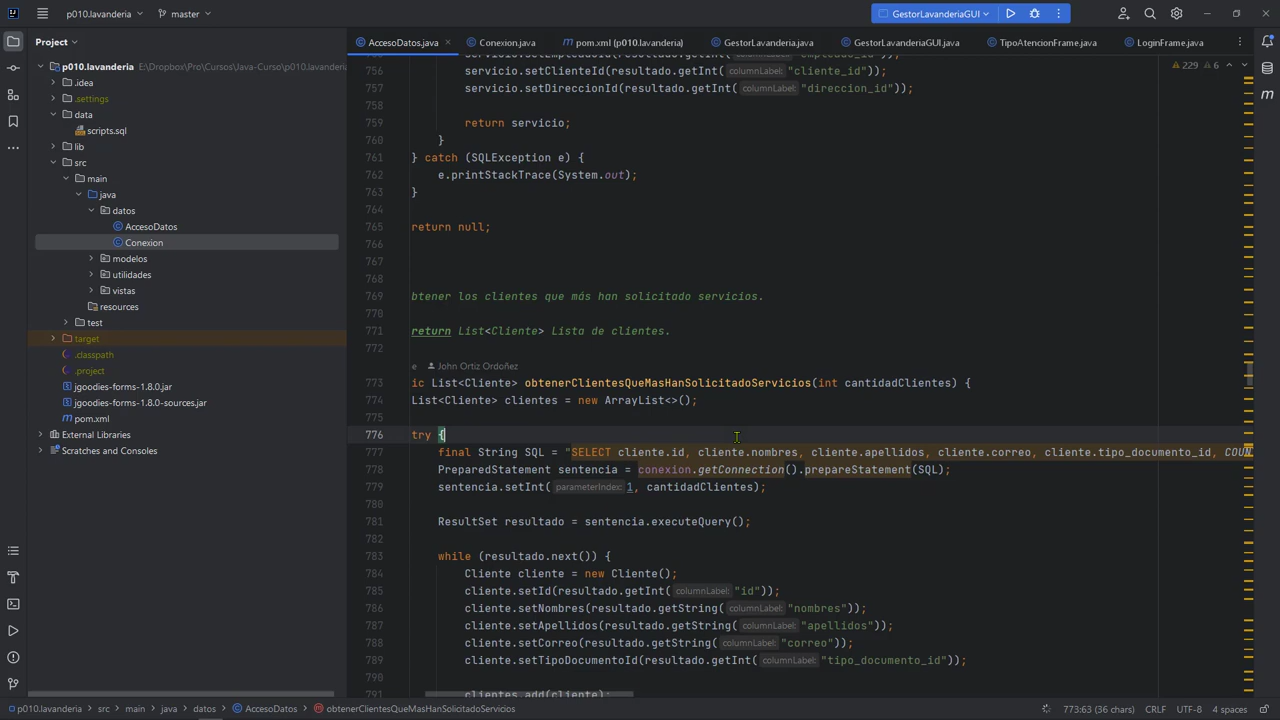 p010.lavanderia
master
GestorLavanderiaGUI
Project
AccesoDatos.java
Conexion.java
pom.xml (p010.lavanderia)
GestorLavanderia.java
GestorLavanderiaGUI.java
TipoAtencionFrame.java
LoginFrame.java
p010.lavanderia E:\Dropbox\Pro\Cursos\Java-Curso\p010.lavanderia
.idea
.settings
data
scripts.sql
lib
src
main
java
datos
AccesoDatos
Conexion
modelos
utilidades
vistas
resources
test
target
.classpath
.project
jgoodies-forms-1.8.0.jar
jgoodies-forms-1.8.0-sources.jar
pom.xml
External Libraries
Scratches and Consoles
229 6
756 servicio.setClienteId(resultado.getInt( columnLabel: "cliente_id"));
757 servicio.setDireccionId(resultado.getInt( columnLabel: "direccion_id"));
758
759 return servicio;
760 }
761 } catch (SQLException e) {
762 e.printStackTrace(System.out);
763 }
764
765 return null;
766
767
768
769 btener los clientes que más han solicitado servicios.
770
771 return List<Cliente> Lista de clientes.
772
e John Ortiz Ordoñez
773 ic List<Cliente> obtenerClientesQueMasHanSolicitadoServicios(int cantidadClientes) {
774 List<Cliente> clientes = new ArrayList<>();
775
776 try {
777 final String SQL = "SELECT cliente.id, cliente.nombres, cliente.apellidos, cliente.correo, cliente.tipo_documento_id, COUN
778 PreparedStatement sentencia = conexion.getConnection().prepareStatement(SQL);
779 sentencia.setInt( parameterIndex: 1, cantidadClientes);
780
781 ResultSet resultado = sentencia.executeQuery();
782
783 while (resultado.next()) {
784 Cliente cliente = new Cliente();
785 cliente.setId(resultado.getInt( columnLabel: "id"));
786 cliente.setNombres(resultado.getString( columnLabel: "nombres"));
787 cliente.setApellidos(resultado.getString( columnLabel: "apellidos"));
788 cliente.setCorreo(resultado.getString( columnLabel: "correo"));
789 cliente.setTIpoDocumentoId(resultado.getInt( columnLabel: "tipo_documento_id"));
791 clientes.add(cliente);
p010.lavanderia > src > main > java > datos > AccesoDatos > obtenerClientesQueMasHanSolicitadoServicios
773:63 (36 chars) CRLF UTF-8 4 spaces